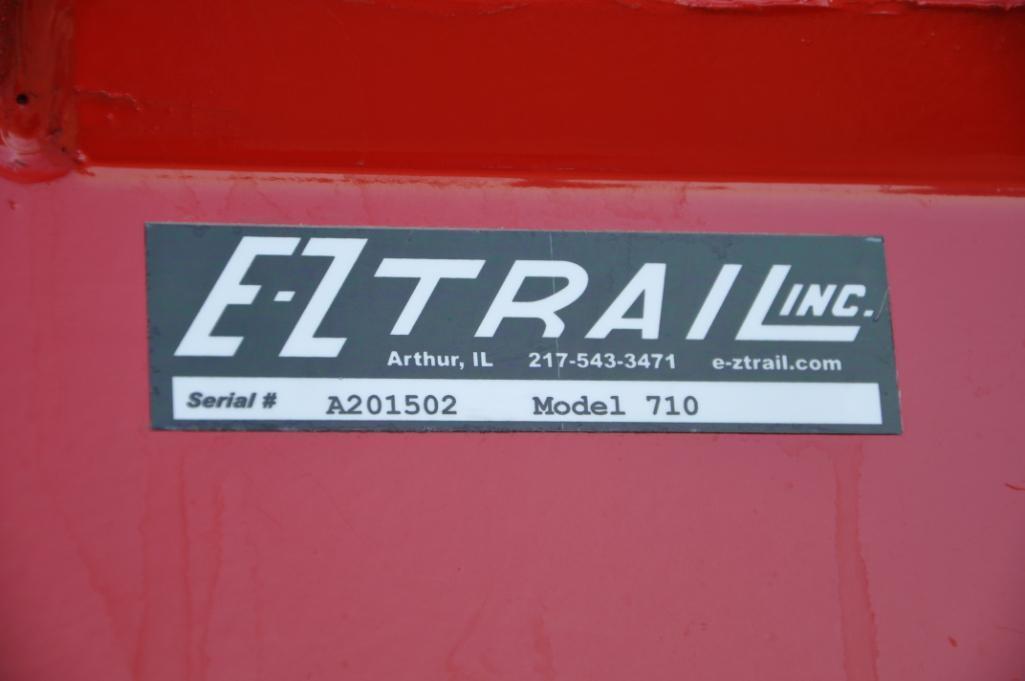 E-Z TRAIL INC.
Arthur, IL 217-543-3471 e-ztrail.com
Serial # A201502 Model 710